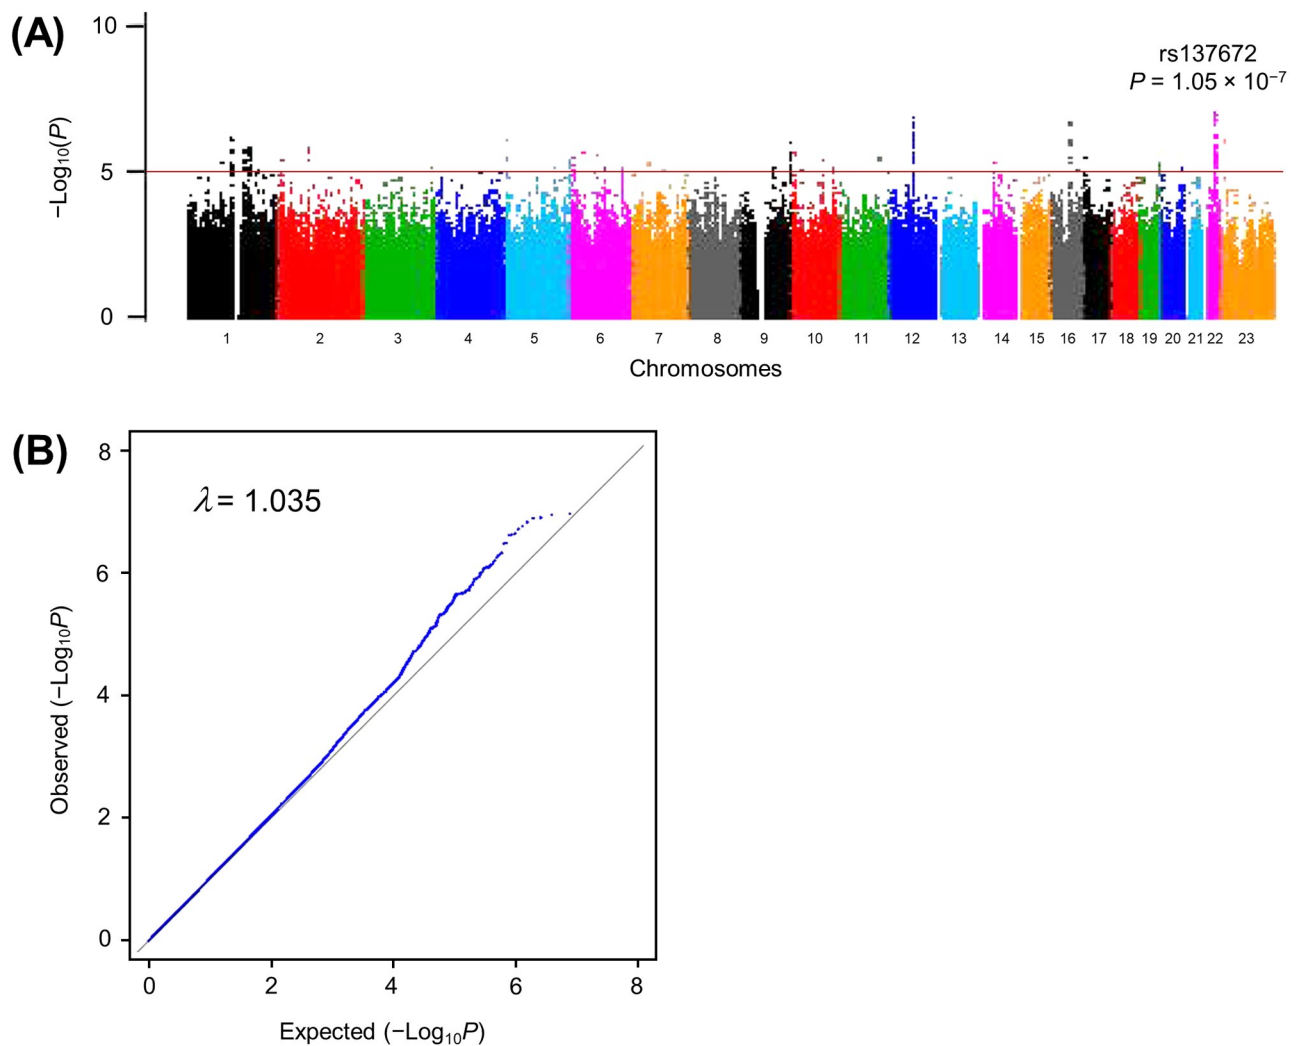 (A)
rs137672
P = 1.05 × 10⁻⁷
−Log₁₀(P)
10
5
0
1 2 3 4 5 6 7 8 9 10 11 12 13 14 15 16 17 18 19 20 21 22 23
Chromosomes
(B)
λ = 1.035
Observed (−Log₁₀P)
8
6
4
2
0
0 2 4 6 8
Expected (−Log₁₀P)